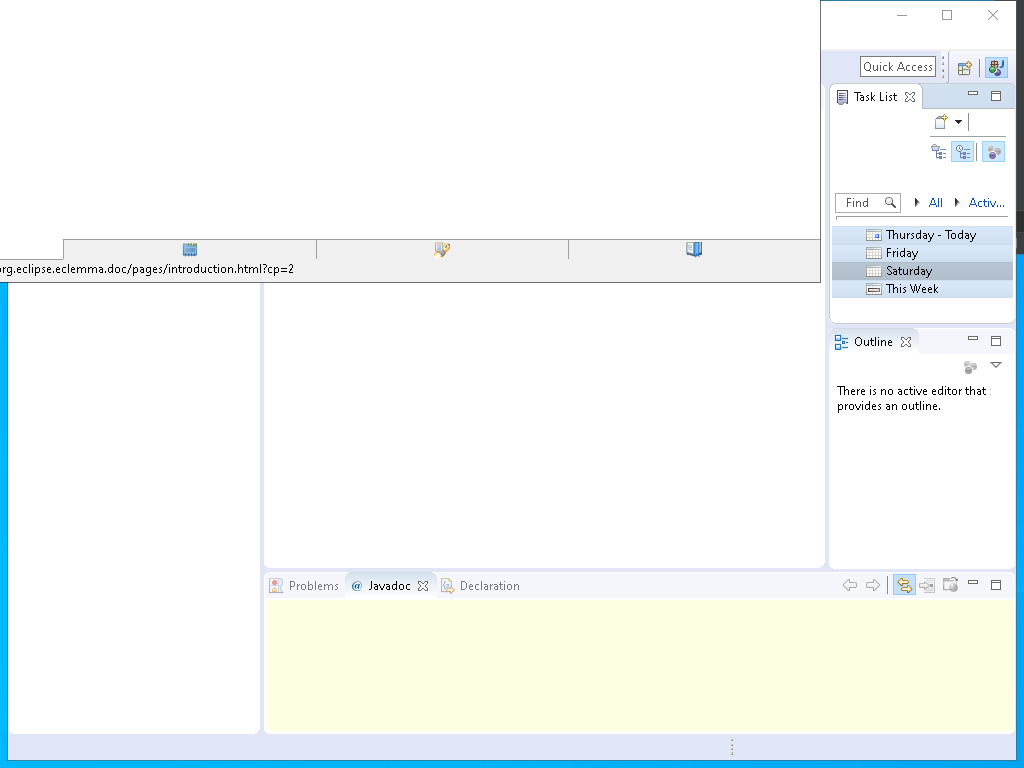 Quick Access
Task List
Find
All
Activ...
Thursday - Today
Friday
org.eclipse.eclemma.doc/pages/introduction.html?cp=2
Saturday
This Week
Outline
There is no active editor that
provides an outline.
Problems
@ Javadoc
Declaration